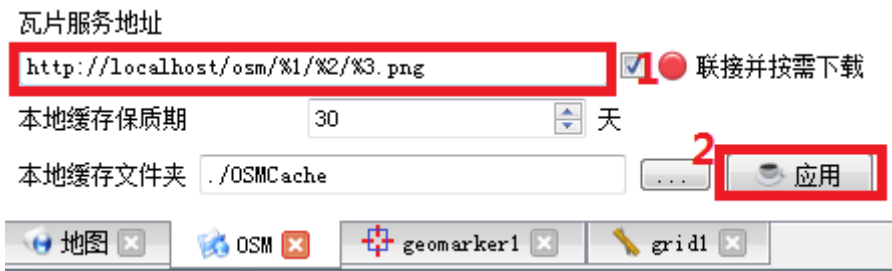 瓦片服务地址
http://localhost/osm/%1/%2/%3.png 1 联接并按需下载
本地缓存保质期 30 天
2
本地缓存文件夹 ./OSMCache ... 应用
地图 OSM geomarker1 grid1